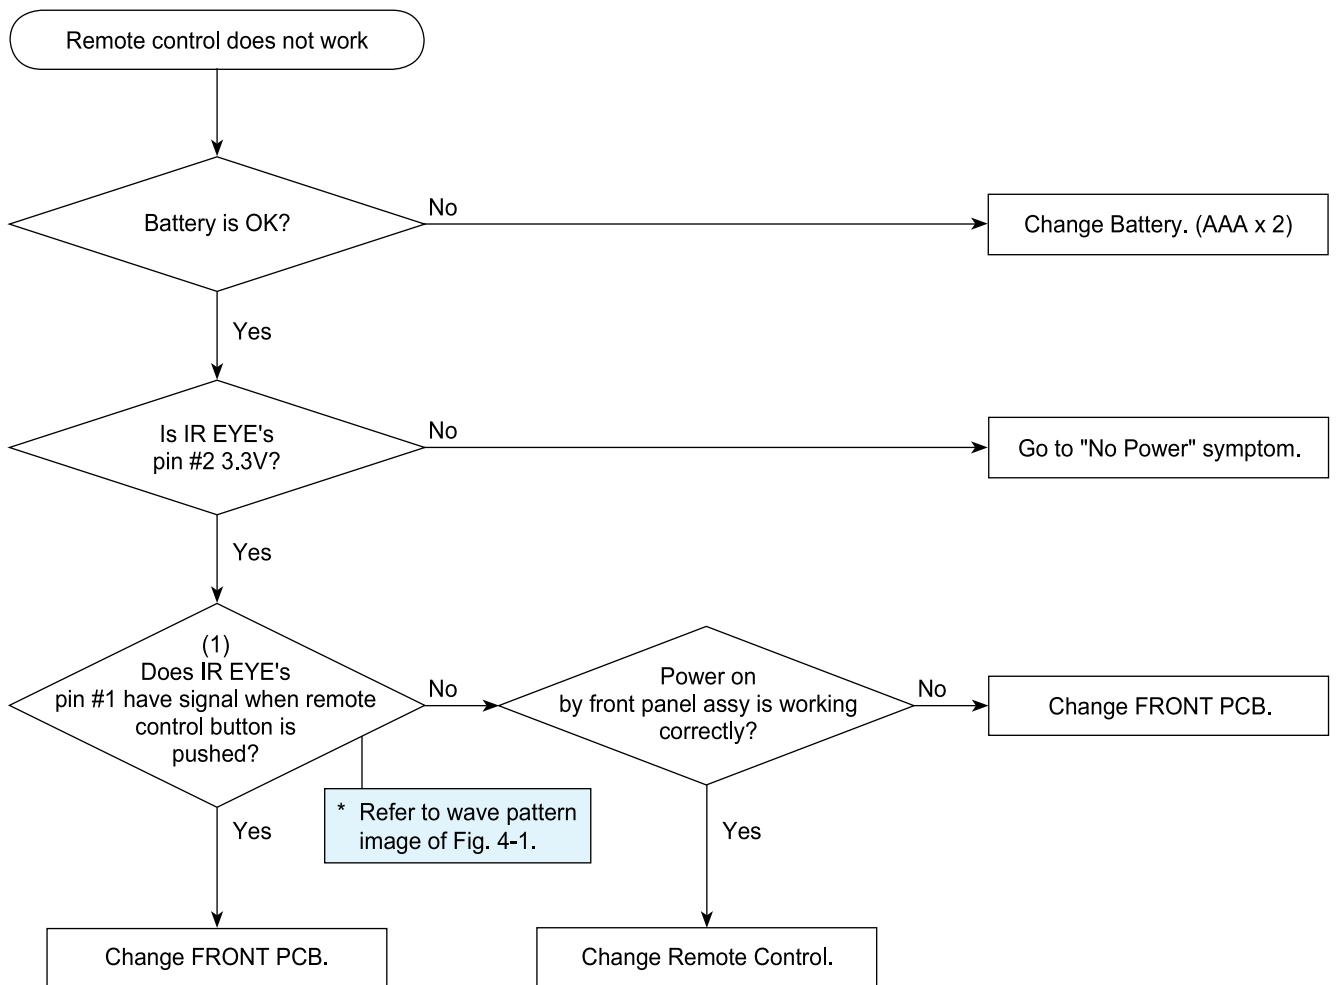 Remote control does not work
Battery is OK?
No
Change Battery. (AAA x 2)
Yes
Is IR EYE's
pin #2 3.3V?
No
Go to "No Power" symptom.
Yes
(1)
Does IR EYE's
pin #1 have signal when remote
control button is
pushed?
No
Power on
by front panel assy is working
correctly?
No
Change FRONT PCB.
* Refer to wave pattern
image of Fig. 4-1.
Yes
Yes
Change FRONT PCB.
Change Remote Control.